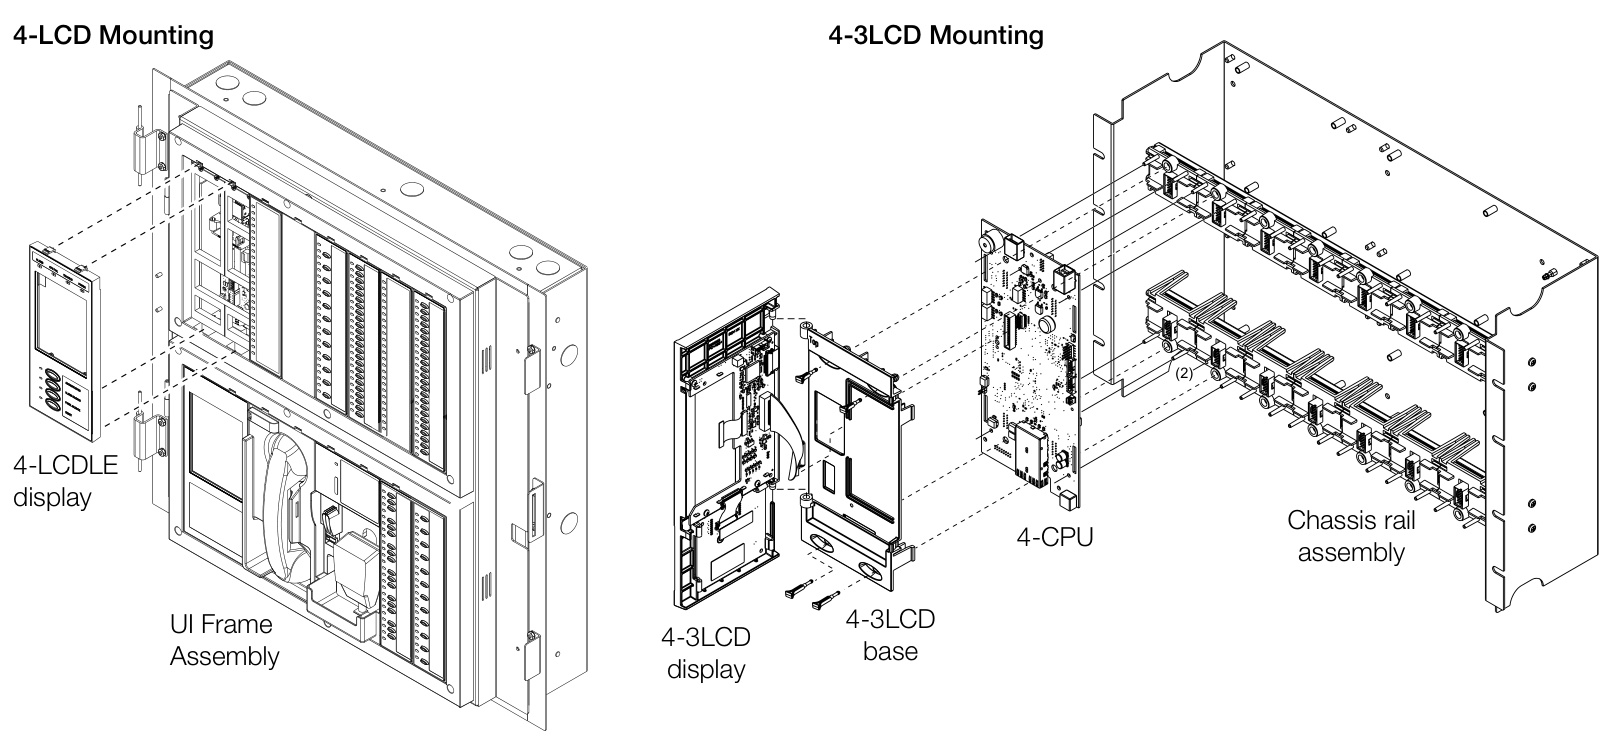 4-LCD Mounting
4-3LCD Mounting
4-LCDLE
display
UI Frame
Assembly
4-3LCD
display
4-3LCD
base
4-CPU
(2)
Chassis rail
assembly
Top